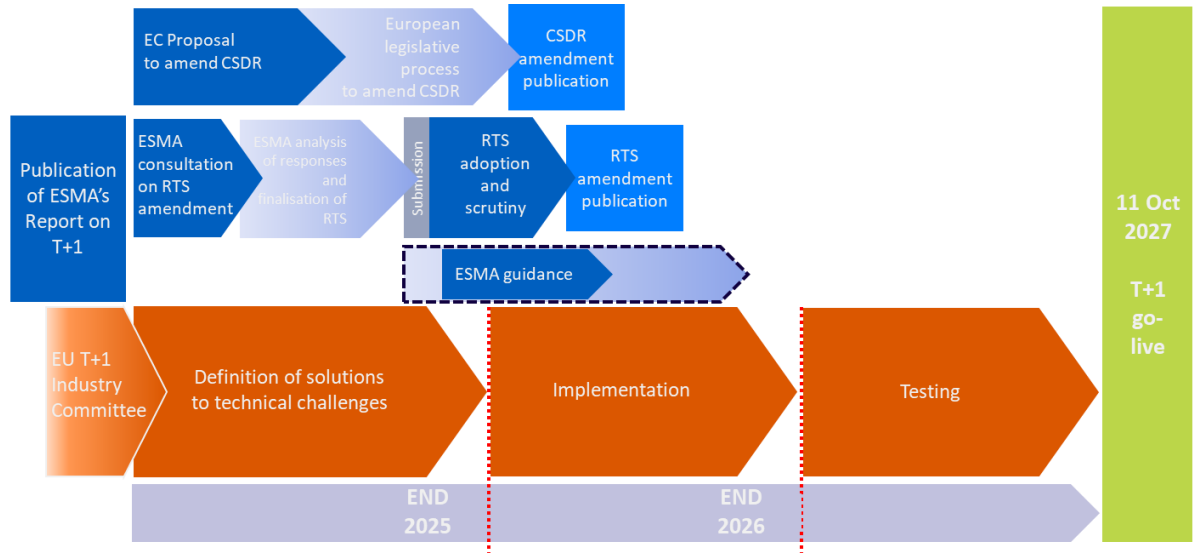 EC Proposal
to amend CSDR
European
legislative
process
to amend CSDR
CSDR
amendment
publication
Publication
of ESMA's
Report on
T+1
ESMA
consultation
on RTS
amendment
ESMA analysis
of responses
and
finalisation of
RTS
Submission
RTS
adoption
and
scrutiny
RTS
amendment
publication
ESMA guidance
EU T+1
Industry
Committee
Definition of solutions
to technical challenges
Implementation
Testing
11 Oct
2027
T+1
go-
live
END
2025
END
2026